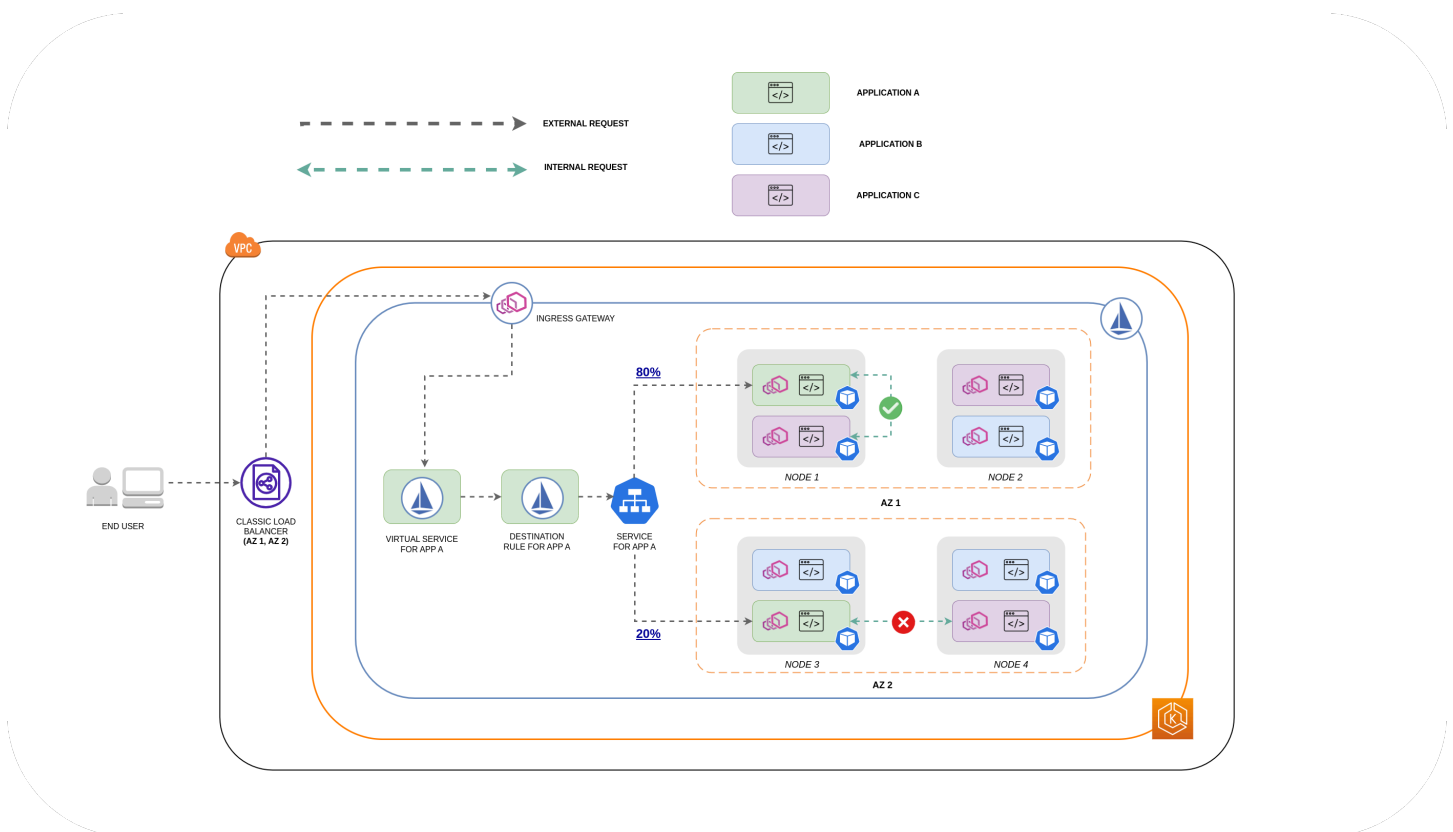 APPLICATION A
EXTERNAL REQUEST
APPLICATION B
INTERNAL REQUEST
APPLICATION C
VPC
INGRESS GATEWAY
80%
</>
</>
</>
</>
</>
</>
</>
NODE 1
NODE 2
AZ 1
END USER
CLASSIC LOAD
BALANCER
(AZ 1, AZ 2)
VIRTUAL SERVICE
FOR APP A
DESTINATION
RULE FOR APP A
SERVICE
FOR APP A
</>
</>
</>
</>
20%
NODE 3
NODE 4
AZ 2
K